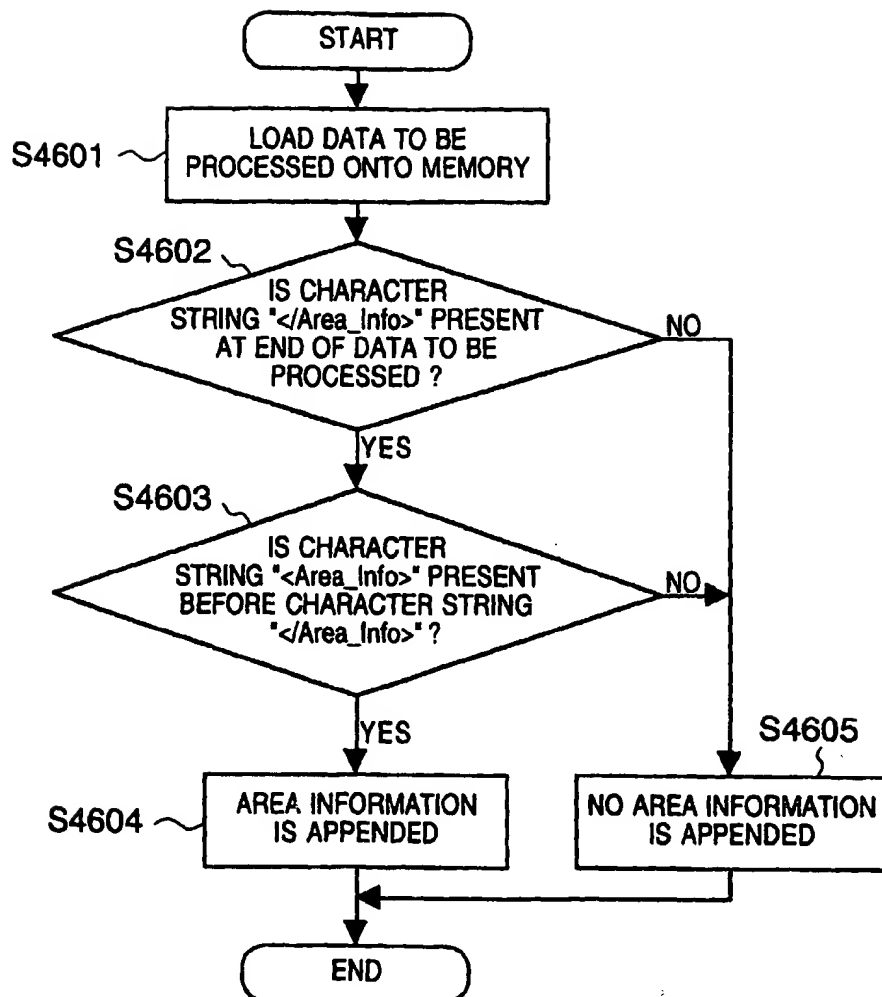 START
S4601
LOAD DATA TO BE
PROCESSED ONTO MEMORY
S4602
IS CHARACTER
STRING "</Area_Info>" PRESENT
AT END OF DATA TO BE
PROCESSED ?
NO
YES
S4603
IS CHARACTER
STRING "<Area_Info>" PRESENT
BEFORE CHARACTER STRING
"</Area_Info>" ?
NO
YES
S4604
AREA INFORMATION
IS APPENDED
S4605
NO AREA INFORMATION
IS APPENDED
END